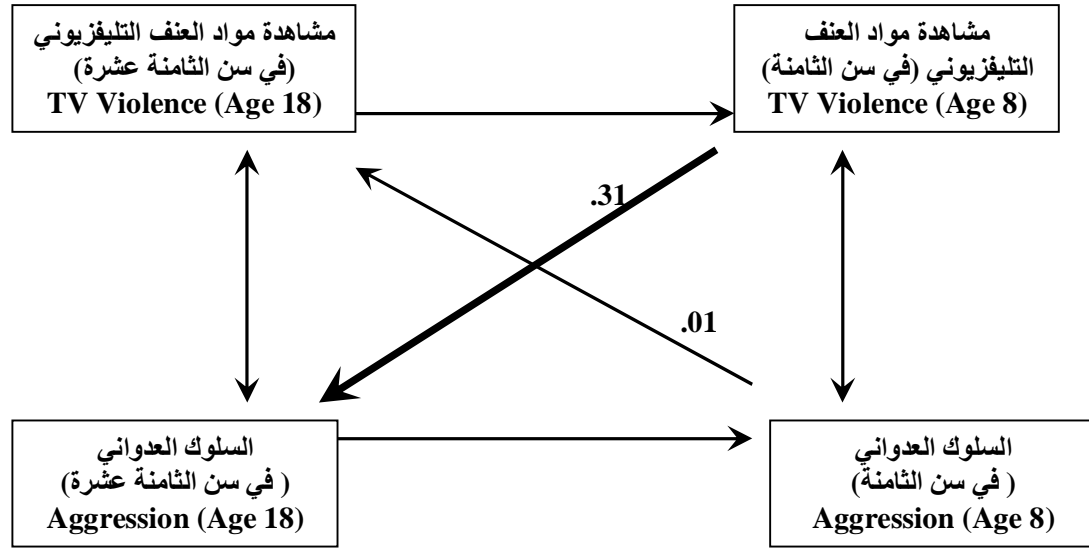 مشاهدة مواد العنف
التليفزيوني (في سن الثامنة)
TV Violence (Age 8)
مشاهدة مواد العنف التليفزيوني
(في سن الثامنة عشرة)
TV Violence (Age 18)
.31
.01
السلوك العدواني
( في سن الثامنة)
Aggression (Age 8)
السلوك العدواني
( في سن الثامنة عشرة)
Aggression (Age 18)